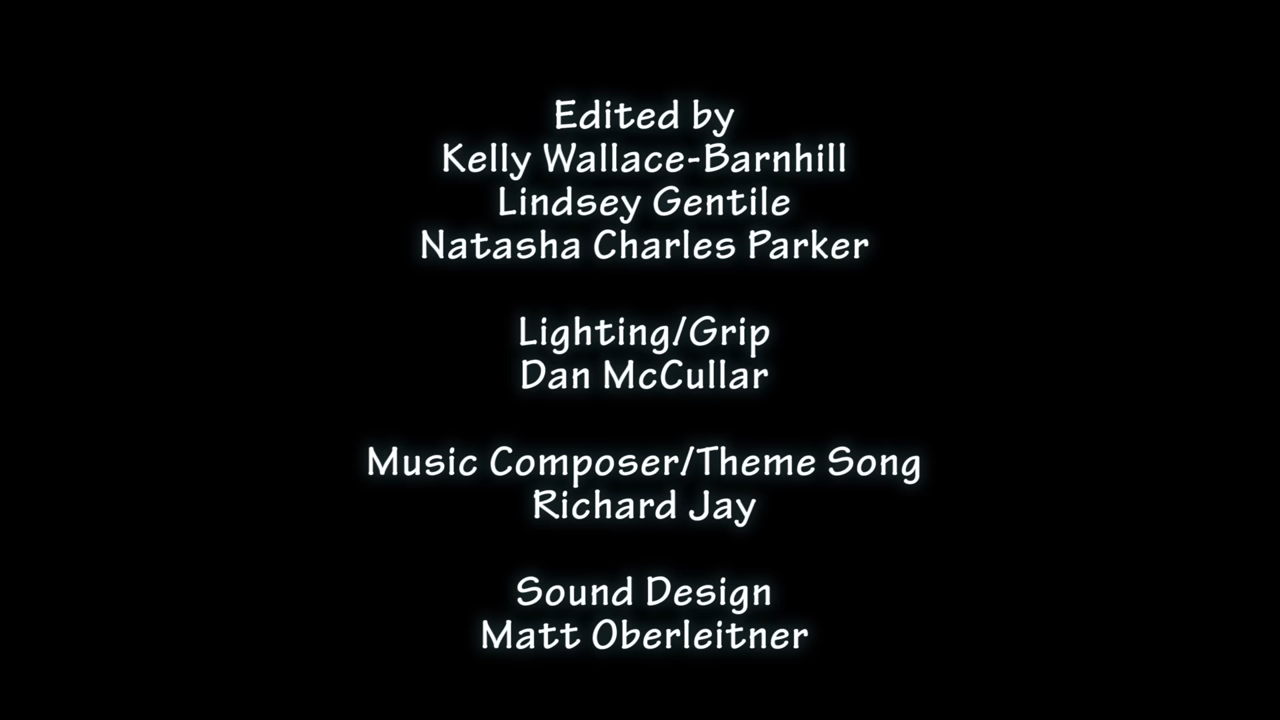 Edited by
Kelly Wallace-Barnhill
Lindsey Gentile
Natasha Charles Parker
Lighting/Grip
Dan McCullar
Music Composer/Theme Song
Richard Jay
Sound Design
Matt Oberleitner